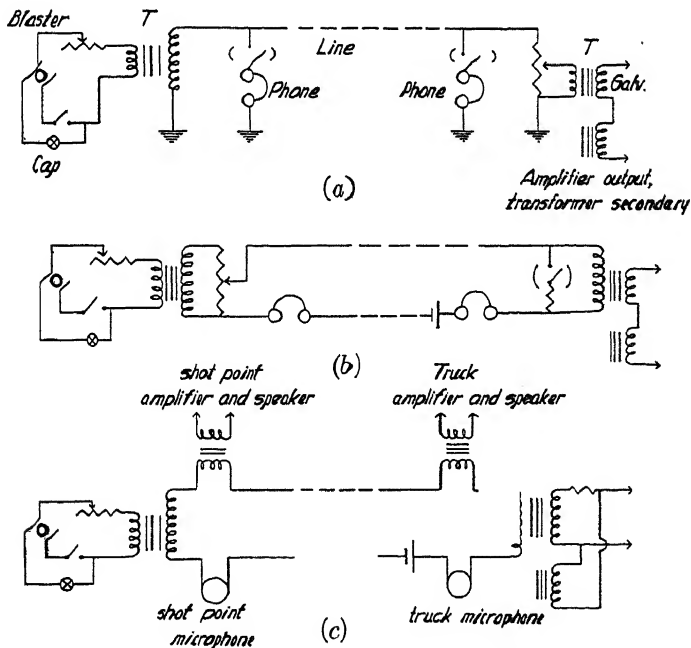 Blaster
T
Line
Phone
Phone
T
Galv.
Cap
(a)
Amplifier output,
transformer secondary
(b)
shot point
amplifier and speaker
Truck
amplifier and speaker
shot point
microphone
(c)
truck microphone